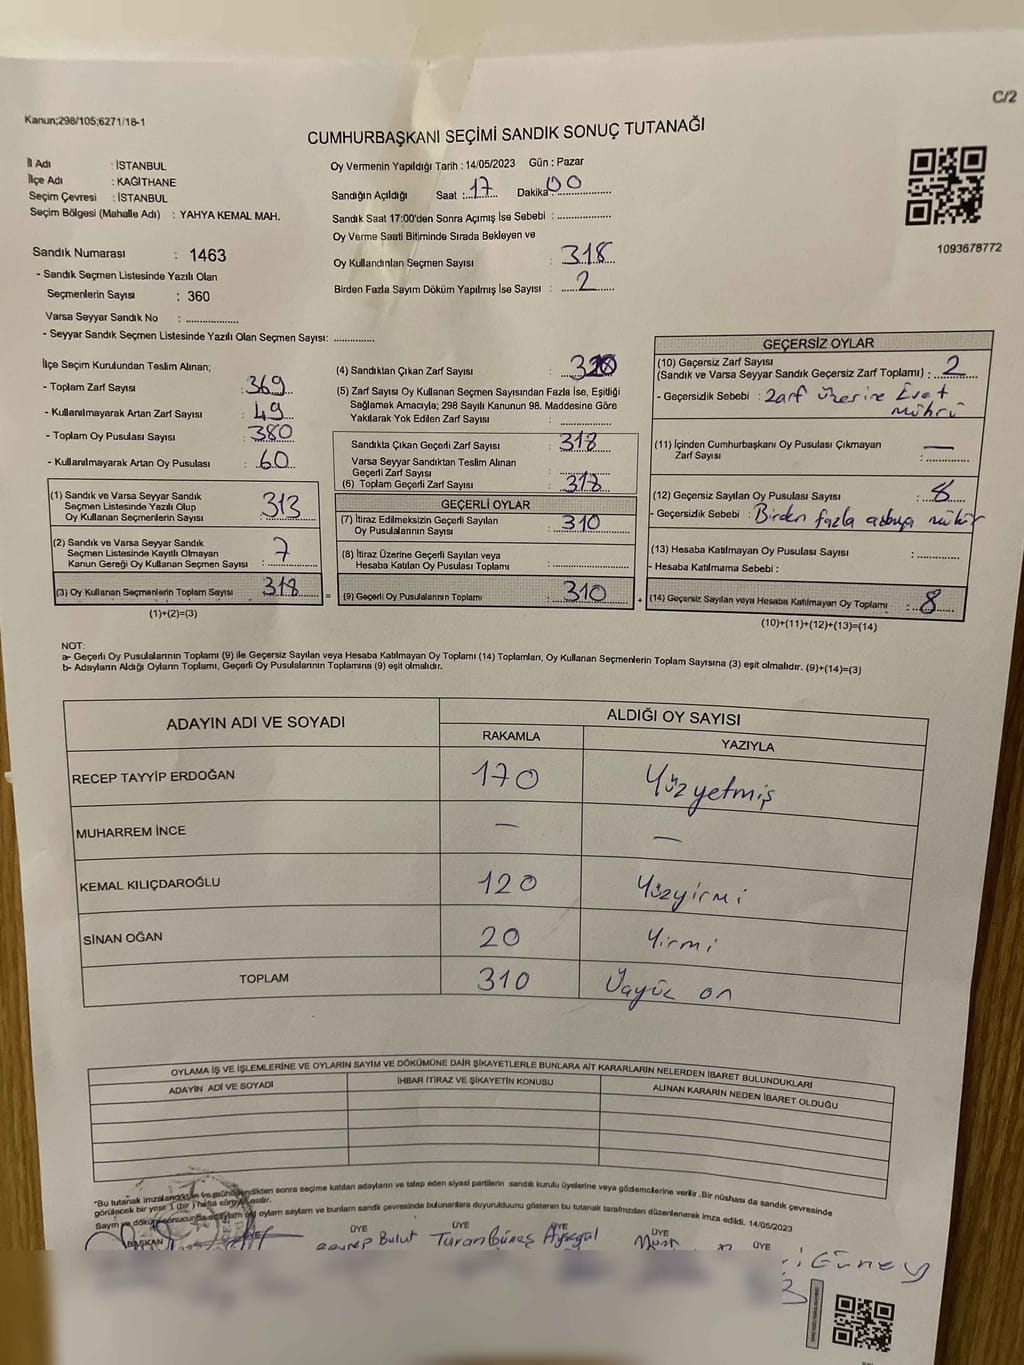 C/2
Kanun;298/105;6271/18-1
CUMHURBAŞKANI SEÇİMİ SANDIK SONUÇ TUTANAĞI
İl Adı : İSTANBUL
İlçe Adı : KAĞITHANE
Seçim Çevresi : İSTANBUL
Seçim Bölgesi (Mahalle Adı) : YAHYA KEMAL MAH.
Sandık Numarası : 1463
- Sandık Seçmen Listesinde Yazılı Olan
Seçmenlerin Sayısı : 360
Varsa Seyyar Sandık No : ..................
- Seyyar Sandık Seçmen Listesinde Yazılı Olan Seçmen Sayısı: ..............
Oy Vermenin Yapıldığı Tarih : 14/05/2023 Gün : Pazar
Sandığın Açıldığı Saat : 17 Dakika 00
Sandık Saat 17:00'den Sonra Açımış İse Sebebi : ..................
Oy Verme Saati Bitiminde Sırada Bekleyen ve
Oy Kullandırılan Seçmen Sayısı : 318
Birden Fazla Sayım Döküm Yapılmış İse Sayısı : 2
1093678772
İlçe Seçim Kurulundan Teslim Alınan;
- Toplam Zarf Sayısı : 369
- Kullanılmayarak Artan Zarf Sayısı : 49
- Toplam Oy Pusulası Sayısı : 380
- Kullanılmayarak Artan Oy Pusulası : 60
(1) Sandık ve Varsa Seyyar Sandık
Seçmen Listesinde Yazılı Olup
Oy Kullanan Seçmenlerin Sayısı : 313
(2) Sandık ve Varsa Seyyar Sandık
Seçmen Listesinde Kayıtlı Olmayan
Kanun Gereği Oy Kullanan Seçmen Sayısı : 7
(3) Oy Kullanan Seçmenlerin Toplam Sayısı : 318
(1)+(2)=(3)
(4) Sandıktan Çıkan Zarf Sayısı : 320
(5) Zarf Sayısı Oy Kullanan Seçmen Sayısından Fazla İse, Eşitliği
Sağlamak Amacıyla; 298 Sayılı Kanunun 98. Maddesine Göre
Yakılarak Yok Edilen Zarf Sayısı : ..................
Sandıkta Çıkan Geçerli Zarf Sayısı : 318
Varsa Seyyar Sandıktan Teslim Alınan
Geçerli Zarf Sayısı : ..................
(6) Toplam Geçerli Zarf Sayısı : 318
GEÇERLİ OYLAR
(7) İtiraz Edilmeksizin Geçerli Sayılan
Oy Pusulalarının Sayısı : 310
(8) İtiraz Üzerine Geçerli Sayılan veya
Hesaba Katılan Oy Pusulası Toplamı : ..................
= (9) Geçerli Oy Pusulalarının Toplamı : 310
GEÇERSİZ OYLAR
(10) Geçersiz Zarf Sayısı
(Sandık ve Varsa Seyyar Sandık Geçersiz Zarf Toplamı) : 2
- Geçersizlik Sebebi : Zarf üzerine Evet
mührü
(11) İçinden Cumhurbaşkanı Oy Pusulası Çıkmayan
Zarf Sayısı : —
(12) Geçersiz Sayılan Oy Pusulası Sayısı : 8
- Geçersizlik Sebebi : Birden fazla mühür
(13) Hesaba Katılmayan Oy Pusulası Sayısı : ..............
- Hesaba Katılmama Sebebi :
+ (14) Geçersiz Sayılan veya Hesaba Katılmayan Oy Toplamı : 8
(10)+(11)+(12)+(13)=(14)
NOT:
a- Geçerli Oy Pusulalarının Toplamı (9) ile Geçersiz Sayılan veya Hesaba Katılmayan Oy Toplamı (14) Toplamları, Oy Kullanan Seçmenlerin Toplam Sayısına (3) eşit olmalıdır. (9)+(14)=(3)
b- Adayların Aldığı Oyların Toplamı, Geçerli Oy Pusulalarının Toplamına (9) eşit olmalıdır.
ADAYIN ADI VE SOYADI ALDIĞI OY SAYISI
RAKAMLA YAZIYLA
RECEP TAYYİP ERDOĞAN 170 Yüzyetmiş
MUHARREM İNCE — —
KEMAL KILIÇDAROĞLU 120 Yüzyirmi
SİNAN OĞAN 20 Yirmi
TOPLAM 310 Üçyüz on
OYLAMA İŞ VE İŞLEMLERİNE VE OYLARIN SAYIM VE DÖKÜMÜNE DAİR ŞİKAYETLERLE BUNLARA AİT KARARLARIN NELERDEN İBARET BULUNDUKLARI
ADAYIN ADI VE SOYADI İHBAR İTİRAZ VE ŞİKAYETİN KONUSU ALINAN KARARIN NEDEN İBARET OLDUĞU
*Bu tutanak imzalandıktan ve mühürlendikten sonra seçime katılan adayların ve talep eden siyasi partilerin sandık kurulu üyelerine veya gözlemcilerine verilir. Bir nüshası da sandık çevresinde
görülecek bir yere 1 (bir) hafta süreyle asılır.
Sayım ve döküm sonucunda adayların oyların sayları ve bunların sandık çevresinde bulunanlara duyurulduunu gösteren bu tutanak tarafımızdan düzenlenerek imza edildi. 14/05/2023
BAŞKAN ÜYE ÜYE ÜYE ÜYE ÜYE
Bulut Turan Güneş Ayşegül
Güney